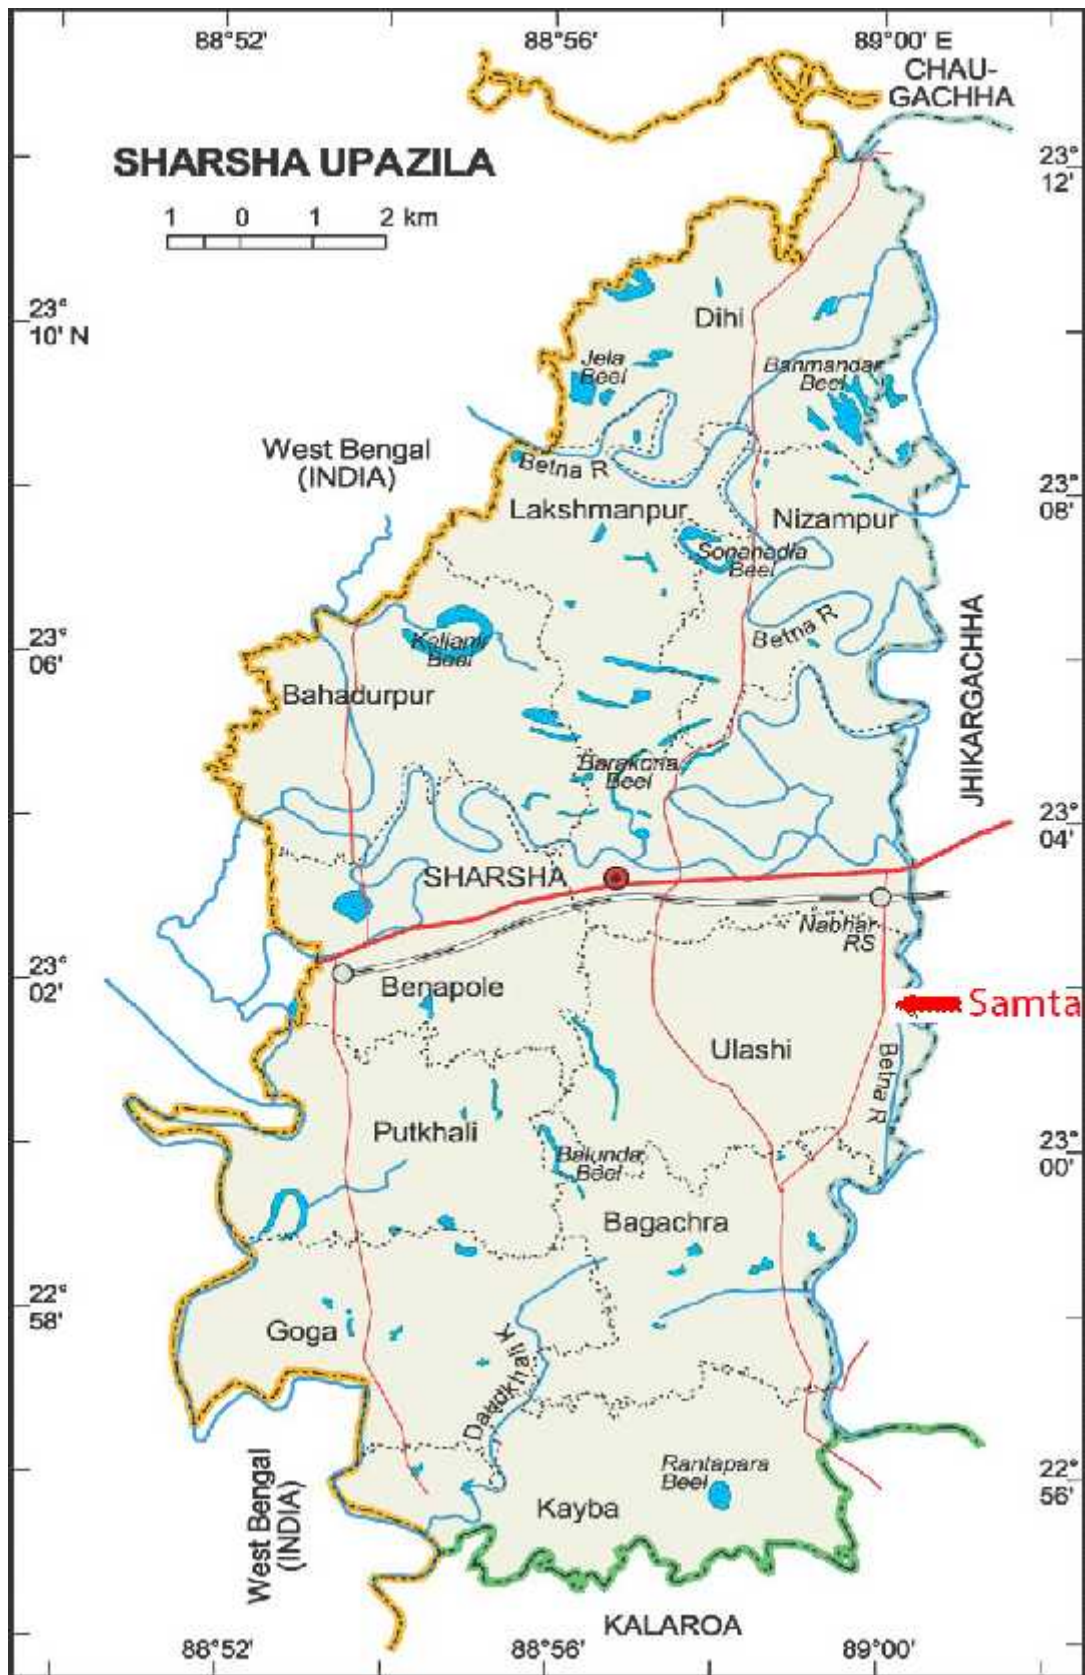 88°52'
88°56'
89°00' E
CHAU-
GACHHA
SHARSHA UPAZILA
23°
12'
1 0 1 2 km
23°
10' N
Dihi
Jela
Beel
Banmandar
Beel
West Bengal
(INDIA)
Betna R
23°
08'
Lakshmanpur
Nizampur
Sonanadia
Beel
23°
06'
Kaliami
Beel
Betna R
Bahadurpur
JHIKARGACHHA
Barakona
Beel
23°
04'
SHARSHA
Nabhar
RS
23°
02'
Benapole
Samta
Ulashi
Betna R
Putkhali
23°
00'
Balunda
Beel
Bagachra
22°
58'
Goga
Daudkhali K
22°
56'
Rantapara
Beel
West Bengal
(INDIA)
Kayba
KALAROA
88°52'
88°56'
89°00'